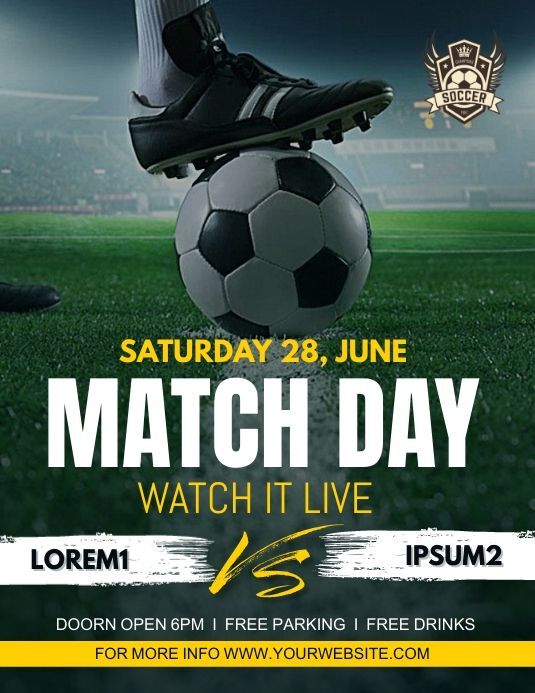 SOCCER
SATURDAY 28, JUNE
MATCH DAY
WATCH IT LIVE
LOREM1 VS IPSUM2
DOORN OPEN 6PM I FREE PARKING I FREE DRINKS
FOR MORE INFO WWW.YOURWEBSITE.COM